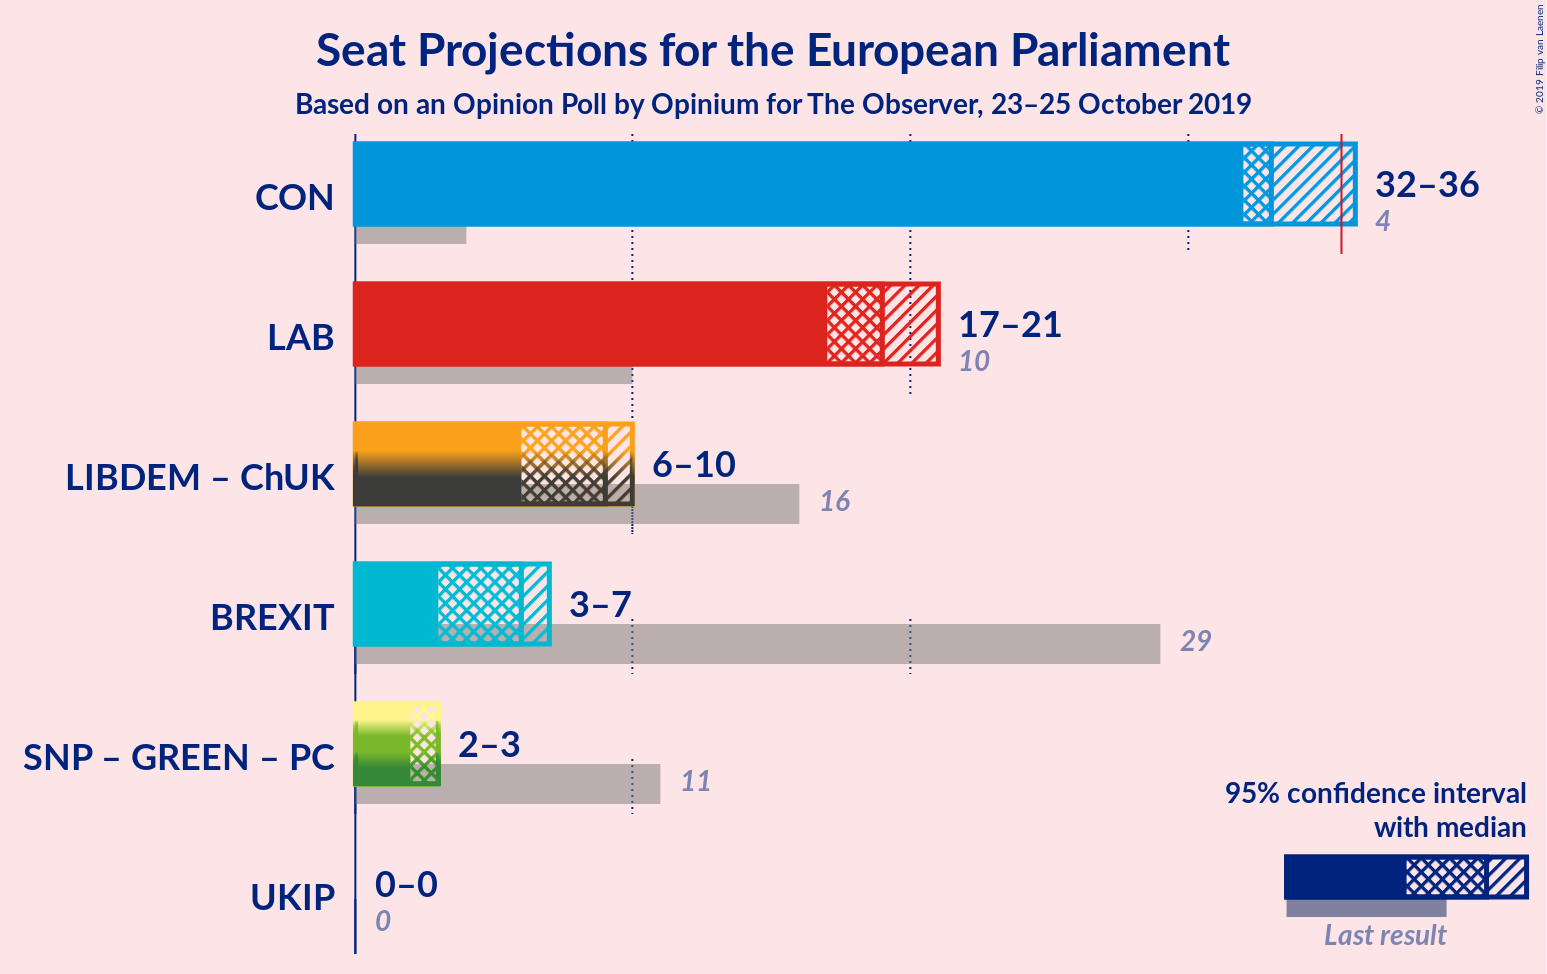 Seat Projections for the European Parliament
Based on an Opinion Poll by Opinium for The Observer, 23–25 October 2019
© 2019 Filip van Laenen
CON
32–36
4
LAB
17–21
10
LIBDEM – ChUK
6–10
16
BREXIT
3–7
29
SNP – GREEN – PC
2–3
11
UKIP
0–0
0
95% confidence interval
with median
Last result